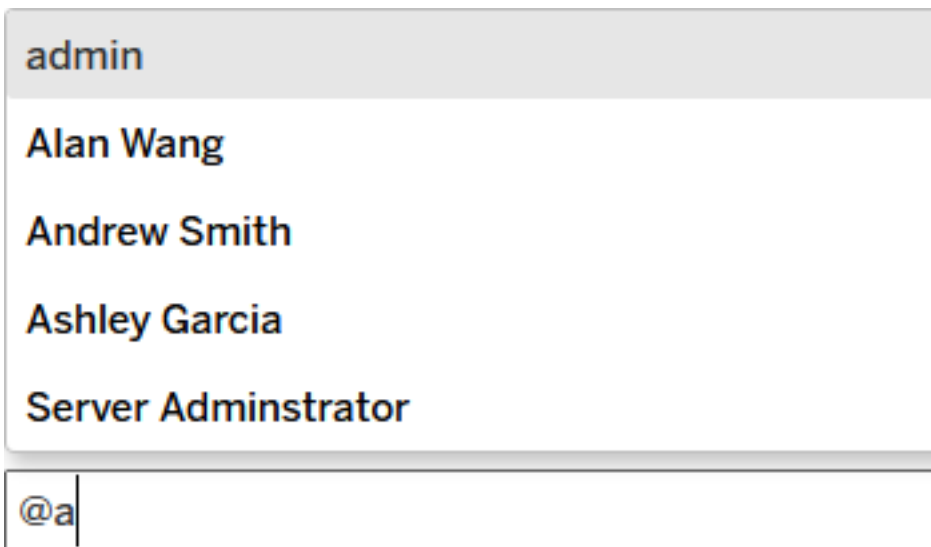 admin
Alan Wang
Andrew Smith
Ashley Garcia
Server Adminstrator
@a